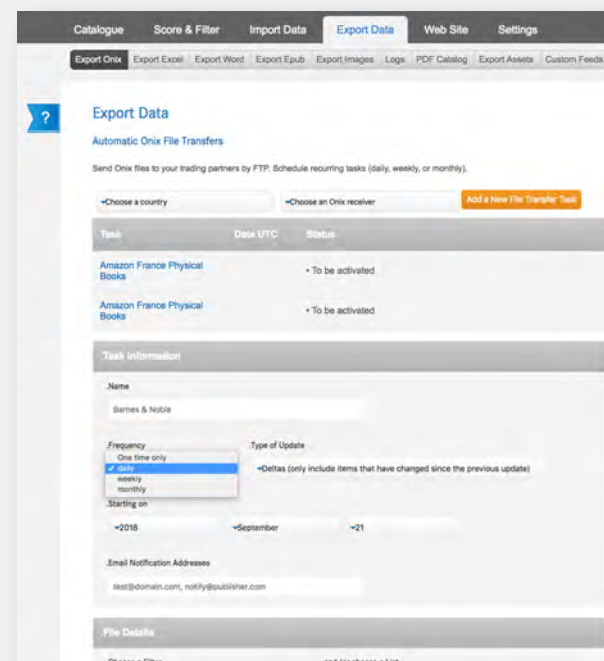 Catalogue Score & Filter Import Data Export Data Web Site Settings
Export Onix Export Excel Export Word Export Epub Export Images Logs PDF Catalog Export Assets Custom Feeds
?
Export Data
Automatic Onix File Transfers
Send Onix files to your trading partners by FTP. Schedule recurring tasks (daily, weekly, or monthly).
Choose a country Choose an Onix receiver Add a New File Transfer Task
Task Date UTC Status
Amazon France Physical
Books
• To be activated
Amazon France Physical
Books
• To be activated
.Task Information
.Name
Barnes & Noble
.Frequency .Type of Update
One time only
✓ daily
weekly
monthly
Deltas (only include items that have changed since the previous update)
.Starting on
2018 September 21
.Email Notification Addresses
test@domain.com, notify@publisher.com
.File Details